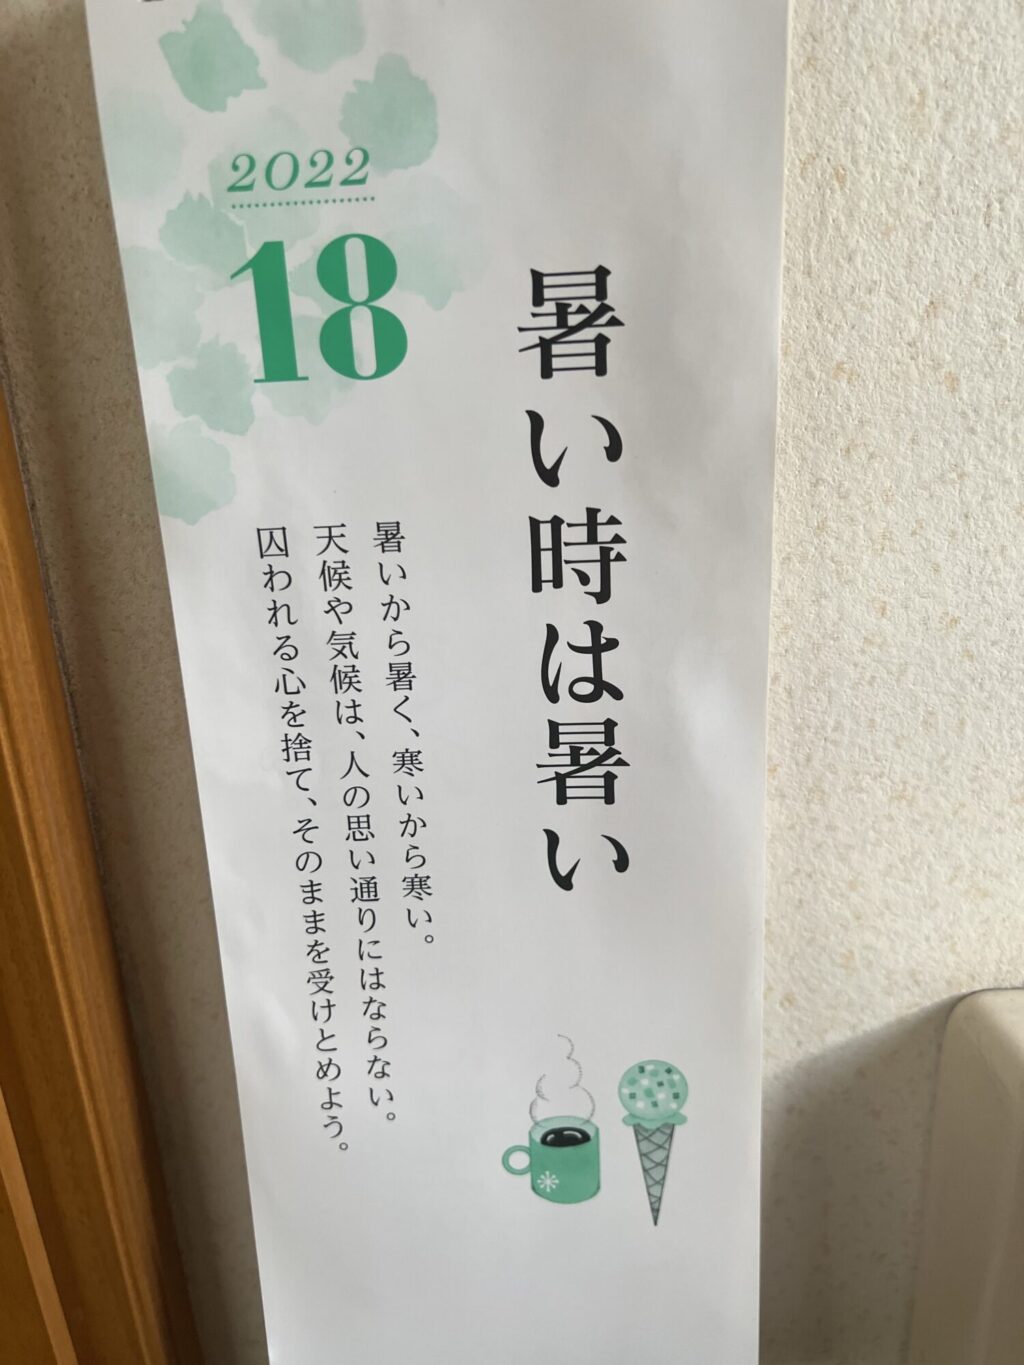 2022
18
暑い時は暑い
暑いから暑く、寒いから寒い。
天候や気候は、人の思い通りにはならない。
囚われる心を捨て、そのままを受けとめよう。